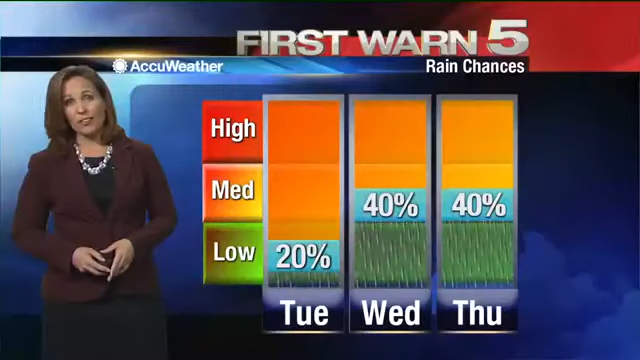 FIRST WARN 5
AccuWeather
Rain Chances
High
Med
Low
20%
40%
40%
Tue
Wed
Thu